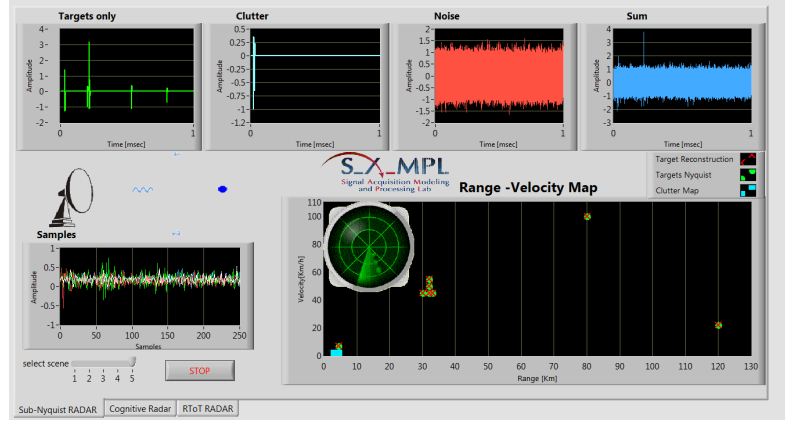 Targets only
Clutter
Noise
Sum
4-
3-
2-
1-
0-
-1-
-2-
Amplitude
0
1
Time [msec]
0.5-
0.25-
0-
-0.25-
-0.5-
-0.75-
-1-
-1.2-
Amplitude
0
1
Time [msec]
2-
1.5-
1-
0.5-
0-
-0.5-
-1-
-1.5-
-2-
Amplitude
0
1
Time [msec]
4-
3-
2-
1-
0-
-1-
-2-
-3-
Amplitude
0
1
Time [msec]
S_X_MPL
Signal Acquisition Modeling
and Processing Lab
Range -Velocity Map
Target Reconstruction
Targets Nyquist
Clutter Map
Samples
1-
0.5-
0-
-0.5-
-1-
Amplitude
0 50 100 150 200 250
Samples
110
100
80
60
40
20
0
Velocity[Km/h]
0 10 20 30 40 50 60 70 80 90 100 110 120 130
Range [Km]
select scene
1 2 3 4 5
STOP
Sub-Nyquist RADAR
Cognitive Radar
RToT RADAR